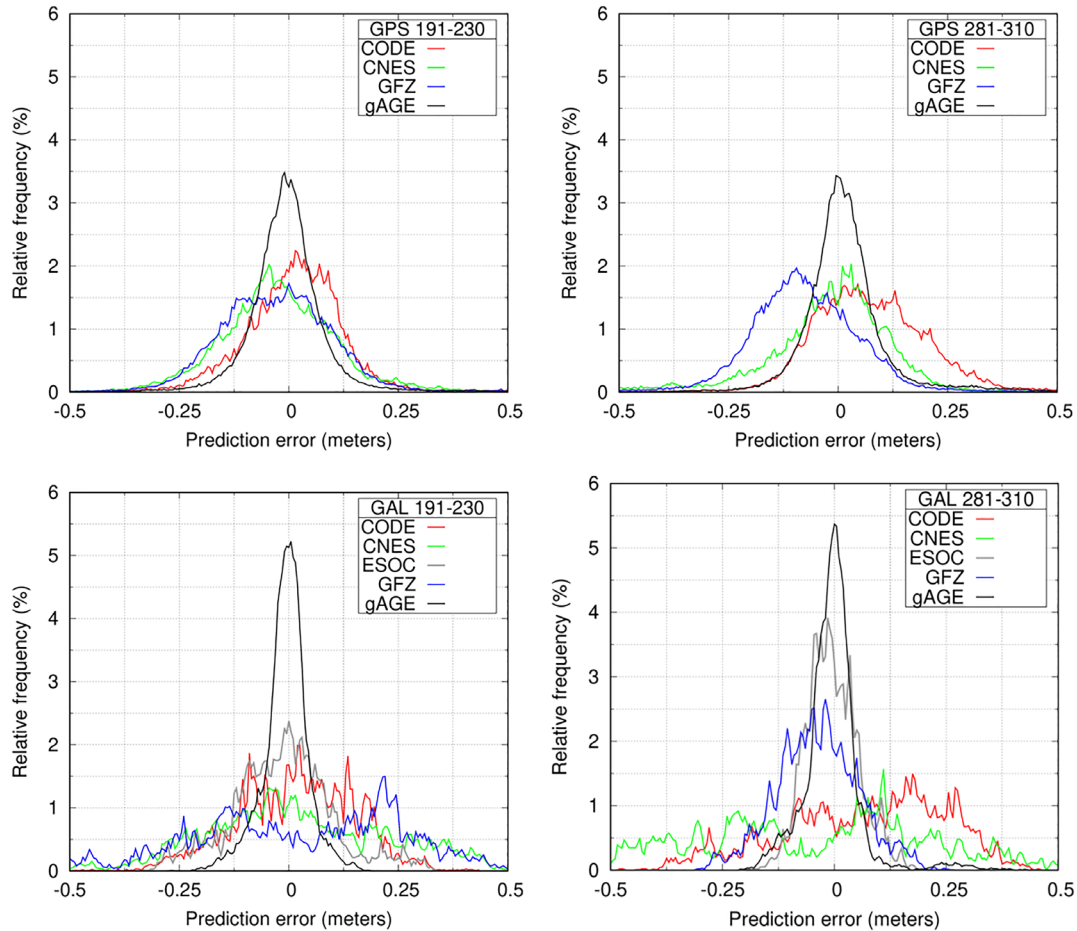 GPS 191-230
CODE
CNES
GFZ
gAGE
Relative frequency (%)
6
5
4
3
2
1
0
-0.5
-0.25
0
0.25
0.5
Prediction error (meters)
GPS 281-310
CODE
CNES
GFZ
gAGE
Relative frequency (%)
6
5
4
3
2
1
0
-0.5
-0.25
0
0.25
0.5
Prediction error (meters)
GAL 191-230
CODE
CNES
ESOC
GFZ
gAGE
Relative frequency (%)
6
5
4
3
2
1
0
-0.5
-0.25
0
0.25
0.5
Prediction error (meters)
GAL 281-310
CODE
CNES
ESOC
GFZ
gAGE
Relative frequency (%)
6
5
4
3
2
1
0
-0.5
-0.25
0
0.25
0.5
Prediction error (meters)